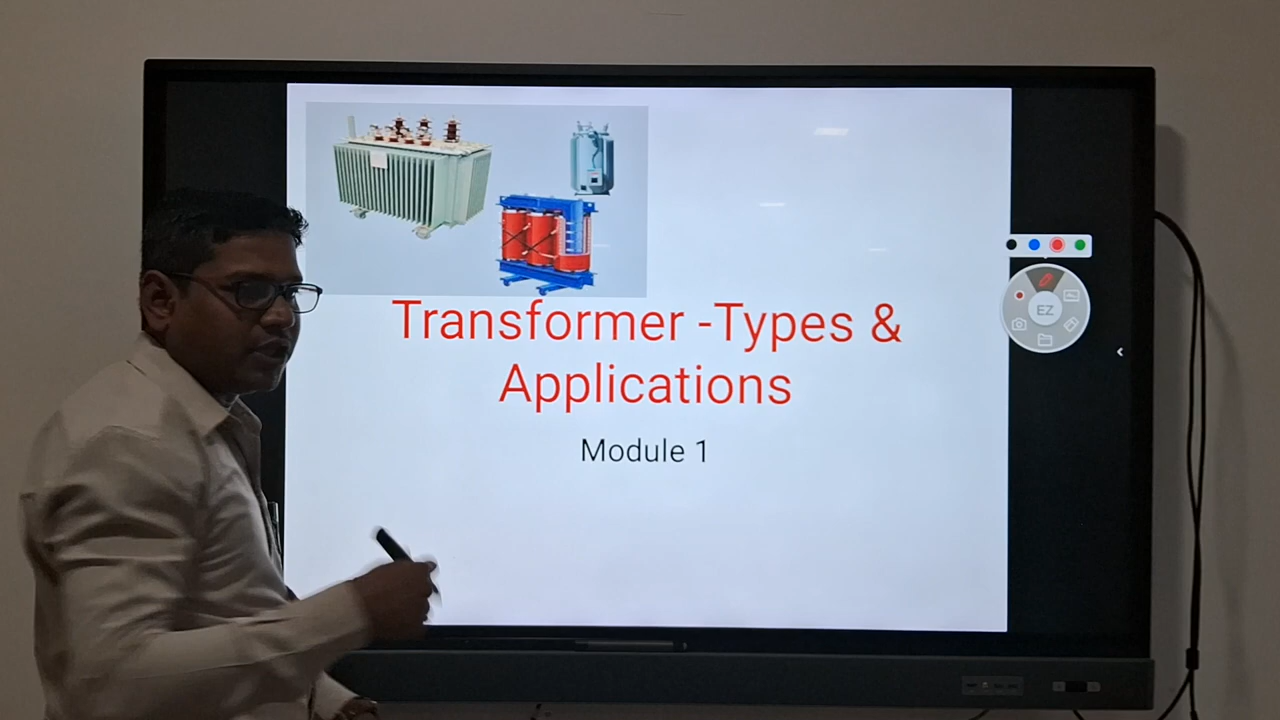 Transformer -Types &
Applications
Module 1
EZ